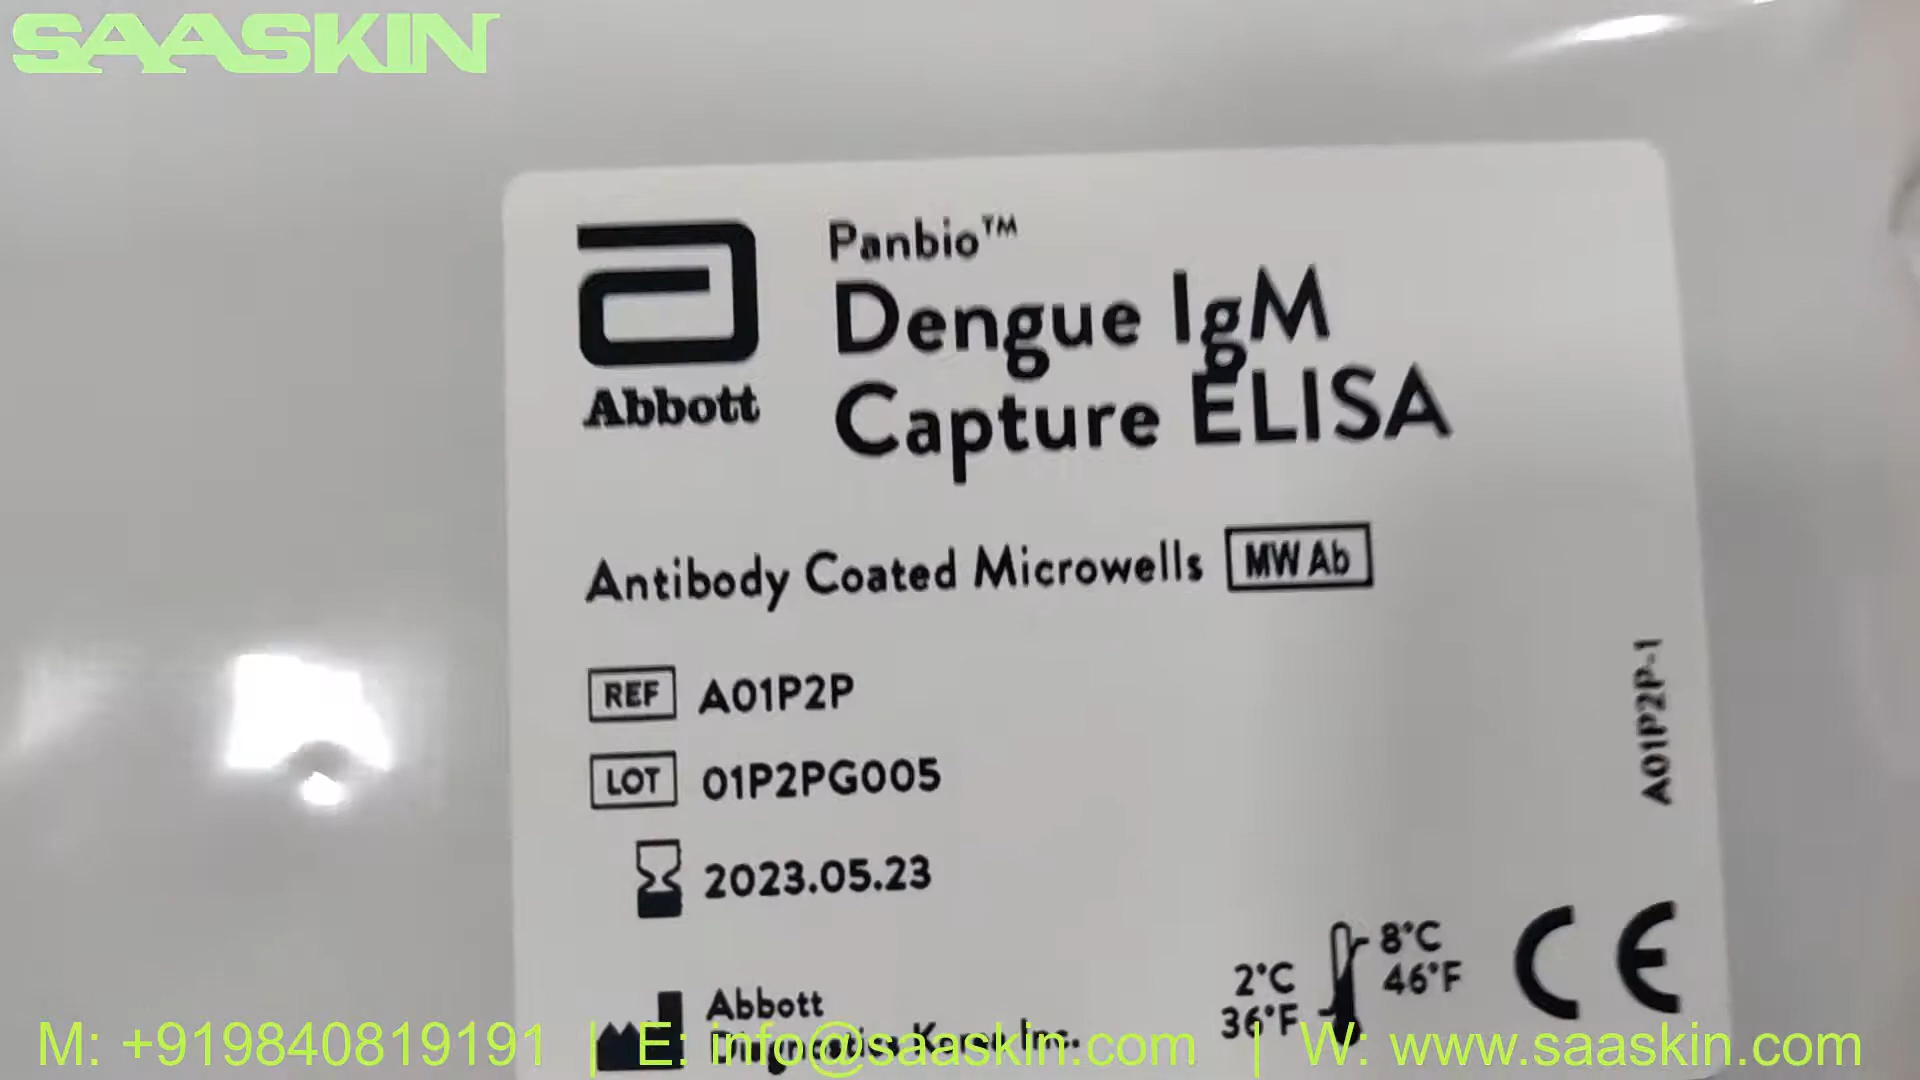 SAASKIN
Panbio™
Dengue IgM
Capture ELISA
Abbott
Antibody Coated Microwells MW Ab
REF A01P2P
LOT 01P2PG005
2023.05.23
A01P2P-1
2°C
36°F
8°C
46°F
CE
Abbott
Inc.
M: +919840819191 | E: info@saaskin.com | W: www.saaskin.com